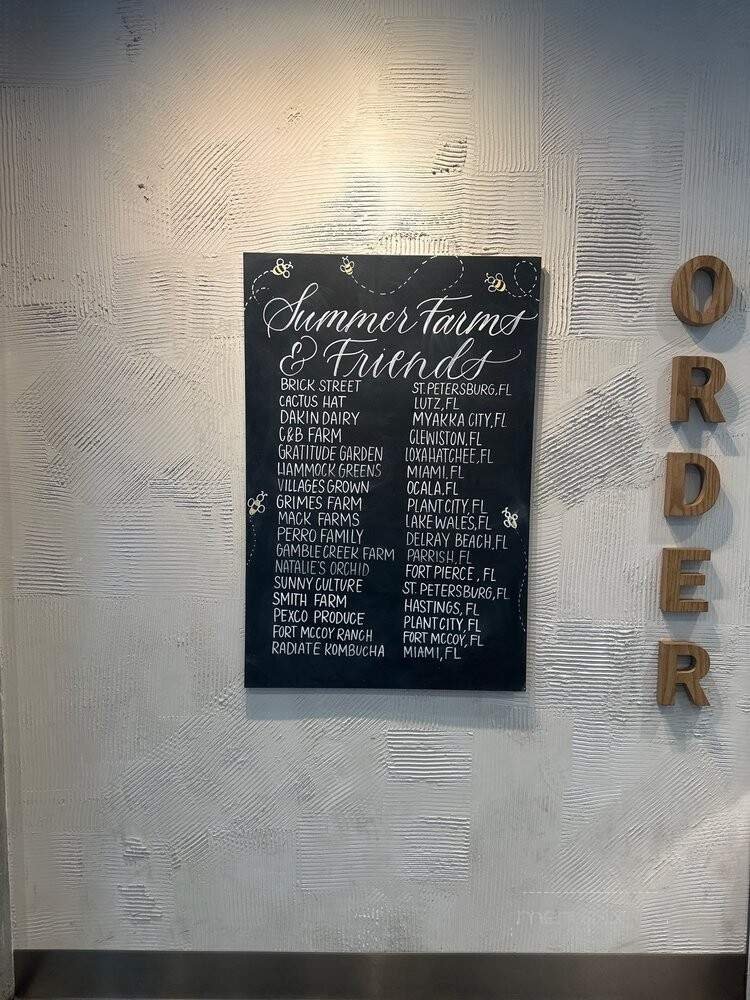 Summer Farms
& Friends
BRICK STREET ST. PETERSBURG, FL
CACTUS HAT LUTZ, FL
DAKIN DAIRY MYAKKA CITY, FL
C&B FARM CLEWISTON, FL
GRATITUDE GARDEN LOXAHATCHEE, FL
HAMMOCK GREENS MIAMI, FL
VILLAGES GROWN OCALA, FL
GRIMES FARM PLANT CITY, FL
MACK FARMS LAKE WALES, FL
PERRO FAMILY DELRAY BEACH, FL
GAMBLE CREEK FARM PARRISH, FL
NATALIE'S ORCHID FORT PIERCE, FL
SUNNY CULTURE ST. PETERSBURG, FL
SMITH FARM HASTINGS, FL
PEXCO PRODUCE PLANT CITY, FL
FORT MCCOY RANCH FORT MCCOY, FL
RADIATE KOMBUCHA MIAMI, FL
ORDER